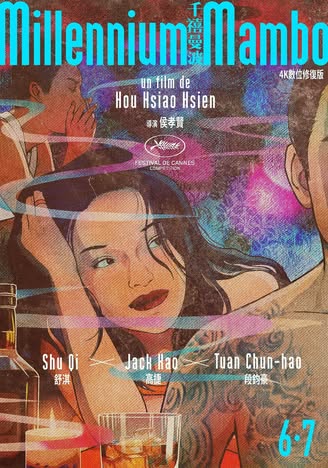 Millennium Mambo
千禧曼波
4K數位修復版
un film de
Hou Hsiao Hsien
導演 侯孝賢
FESTIVAL DE CANNES
COMPETITION
Shu Qi × Jack Kao × Tuan Chun-hao
舒淇 高捷 段鈞豪
6·7